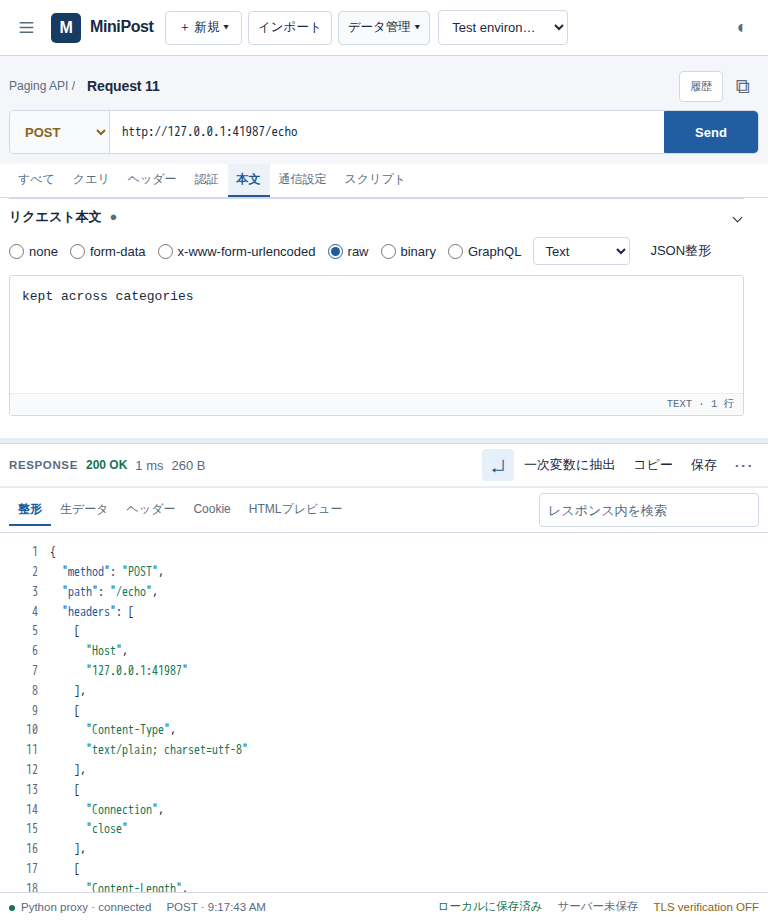 M MiniPost ＋ 新規 ▾ インポート データ管理 ▾ Test environ…
Paging API / Request 11 履歴
POST http://127.0.0.1:41987/echo Send
すべて クエリ ヘッダー 認証 本文 通信設定 スクリプト
リクエスト本文 ●
none form-data x-www-form-urlencoded raw binary GraphQL Text JSON整形
kept across categories
TEXT · 1 行
RESPONSE 200 OK 1 ms 260 B 一次変数に抽出 コピー 保存 ···
整形 生データ ヘッダー Cookie HTMLプレビュー レスポンス内を検索
1 {
2 "method": "POST",
3 "path": "/echo",
4 "headers": [
5 [
6 "Host",
7 "127.0.0.1:41987"
8 ],
9 [
10 "Content-Type",
11 "text/plain; charset=utf-8"
12 ],
13 [
14 "Connection",
15 "close"
16 ],
17 [
18 "Content-Length",
Python proxy · connected POST · 9:17:43 AM ローカルに保存済み サーバー未保存 TLS verification OFF